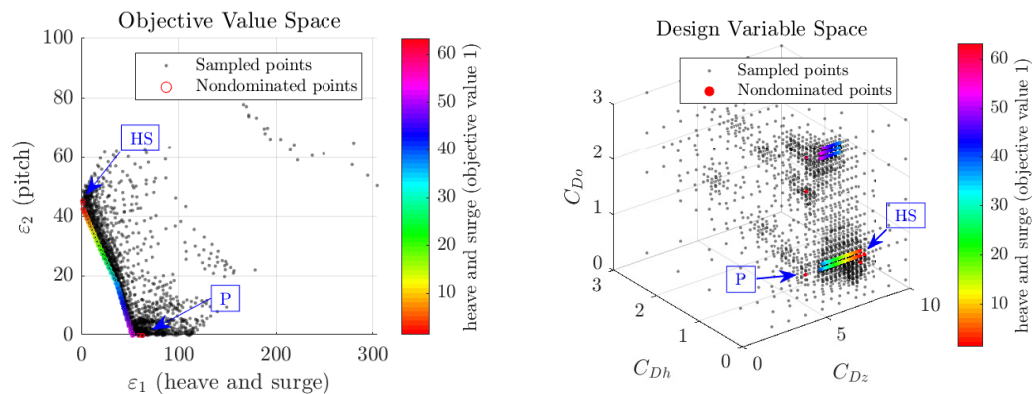 Objective Value Space
100
80
60
40
20
0
0
100
200
300
ε2 (pitch)
ε1 (heave and surge)
Sampled points
Nondominated points
HS
P
60
50
40
30
20
10
heave and surge (objective value 1)
Design Variable Space
3
2
1
0
3
2
1
0
0
5
10
CDo
CDh
CDz
Sampled points
Nondominated points
HS
P
60
50
40
30
20
10
heave and surge (objective value 1)